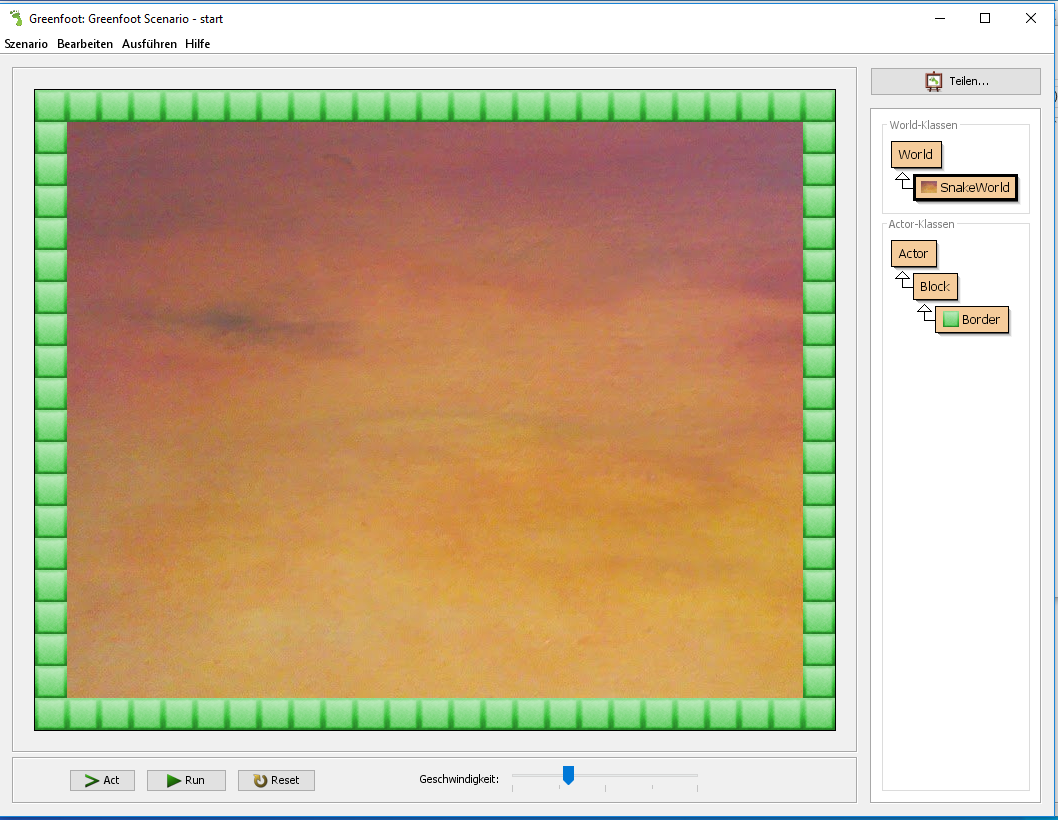 Greenfoot: Greenfoot Scenario - start
Szenario Bearbeiten Ausführen Hilfe
Teilen...
World-Klassen
World
SnakeWorld
Actor-Klassen
Actor
Block
Border
Act Run Reset Geschwindigkeit: